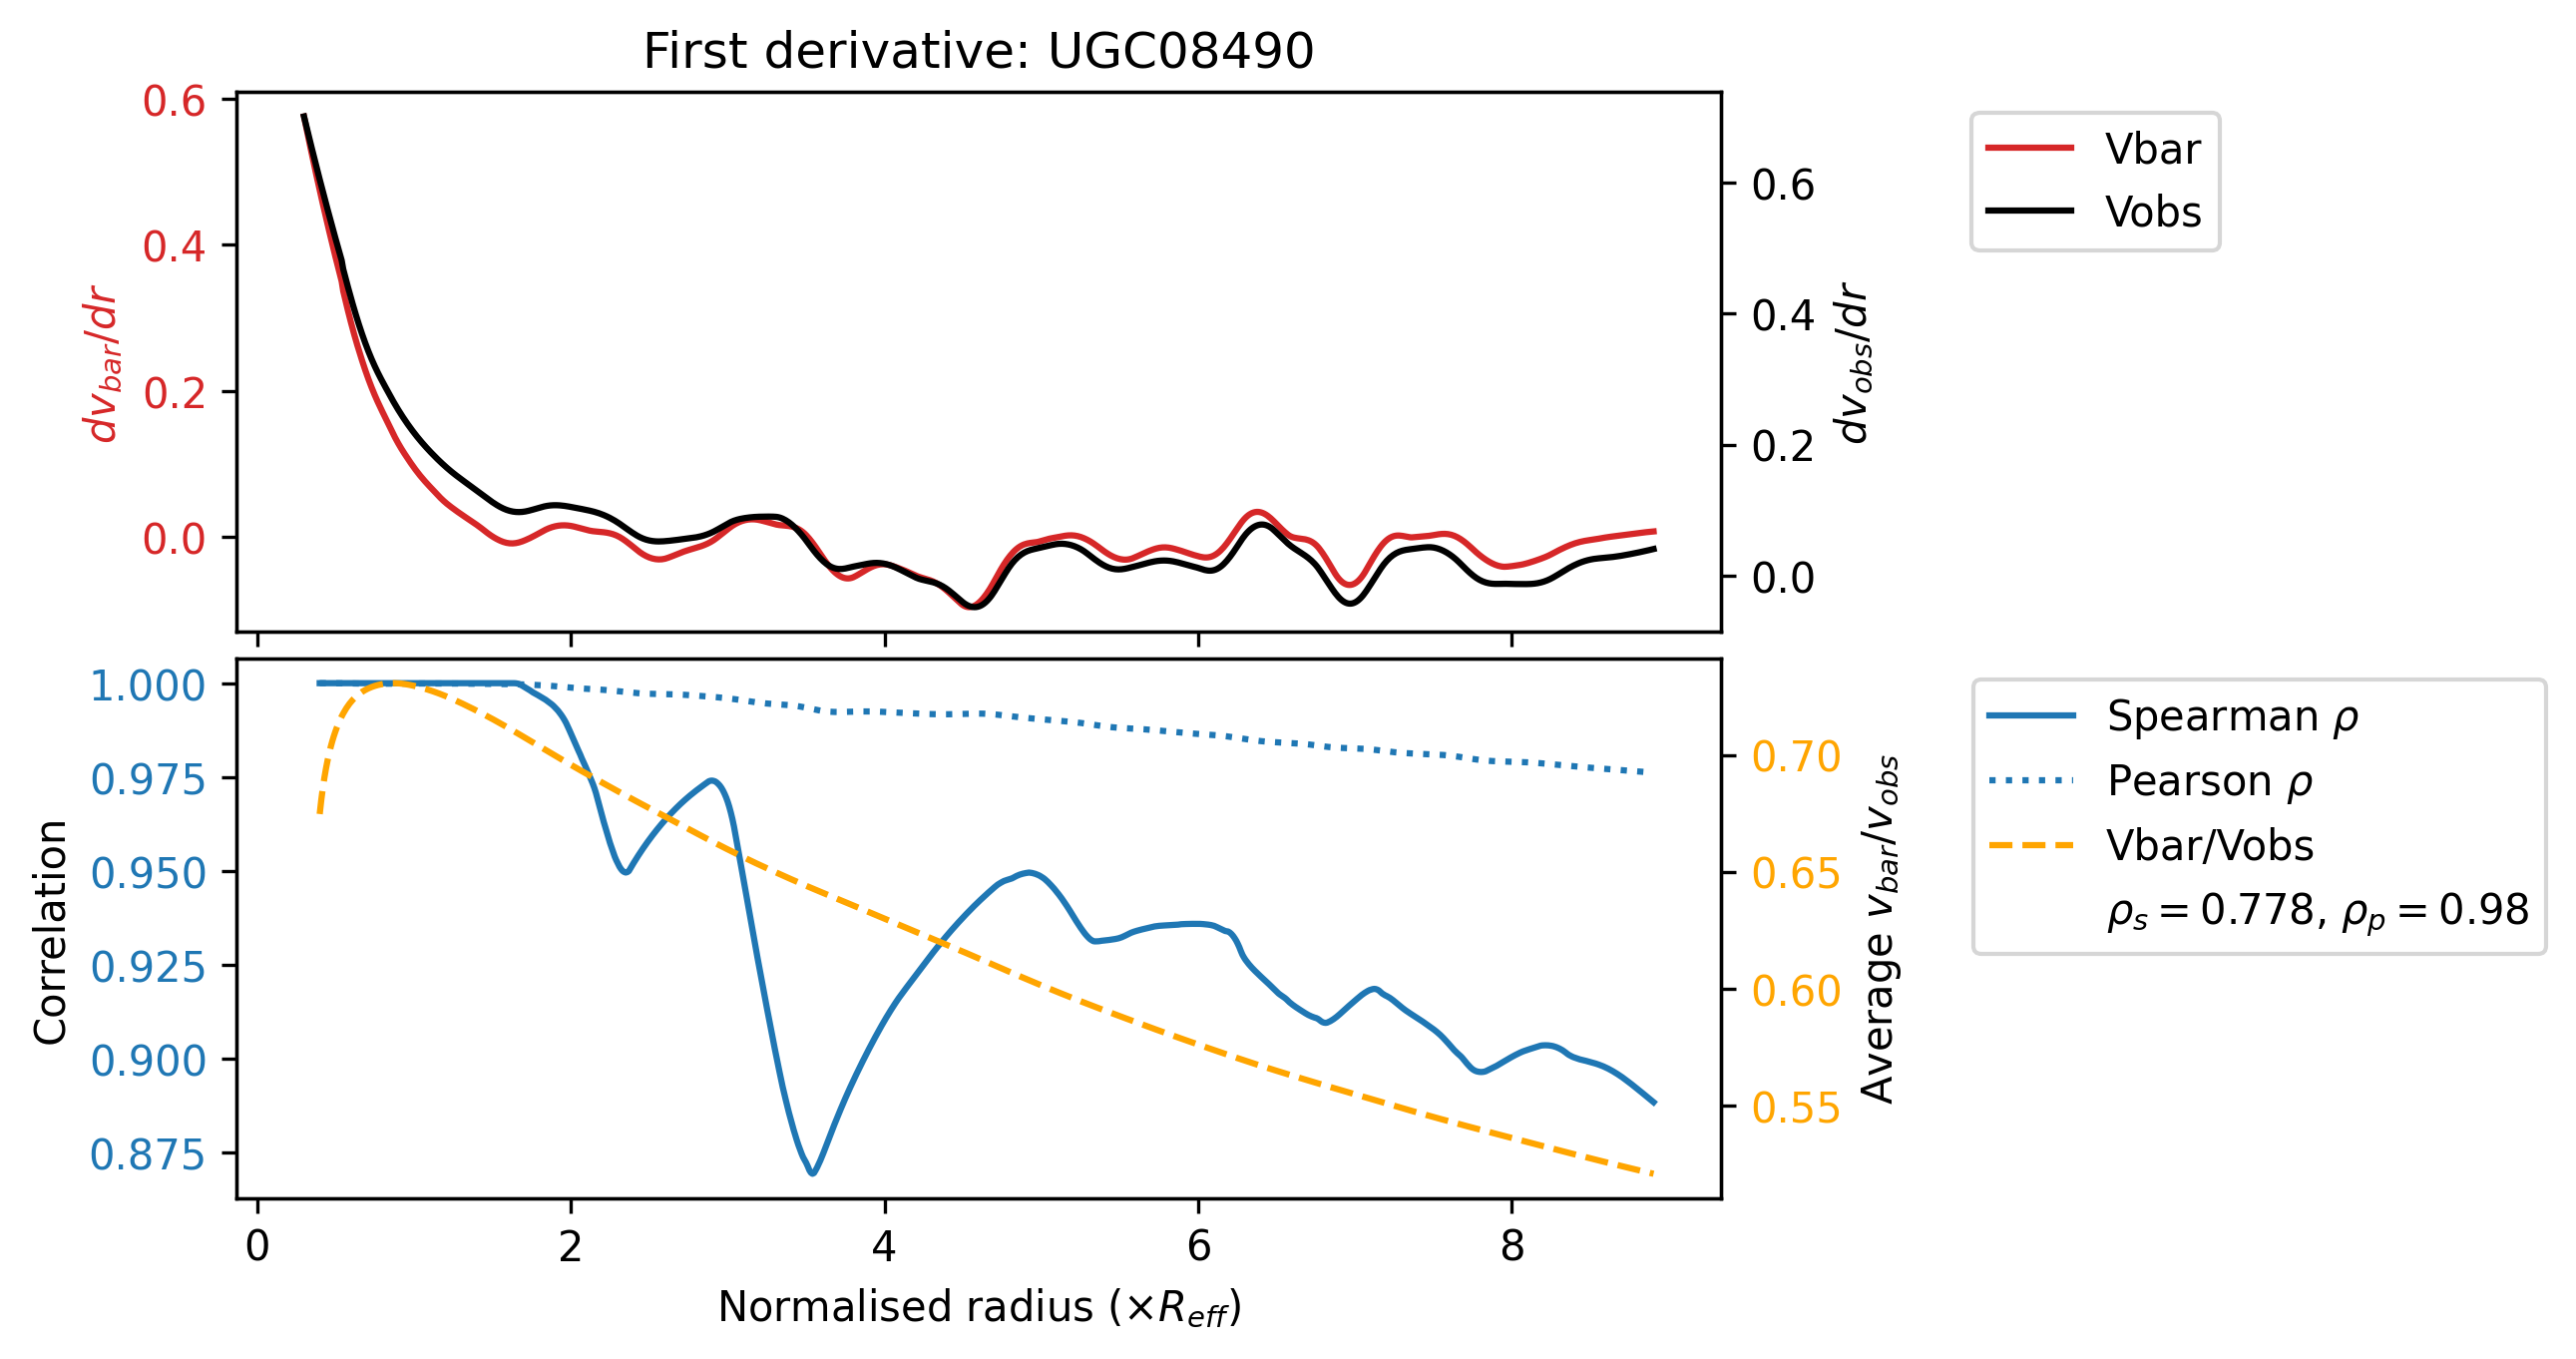 First derivative: UGC08490
0.6
0.4
0.2
0.0
dv_bar/dr
0.6
0.4
0.2
0.0
dv_obs/dr
Vbar
Vobs
1.000
0.975
0.950
0.925
0.900
0.875
Correlation
0.70
0.65
0.60
0.55
Average v_bar/v_obs
Spearman ρ
Pearson ρ
Vbar/Vobs
ρ_s = 0.778, ρ_p = 0.98
0 2 4 6 8
Normalised radius (×R_eff)